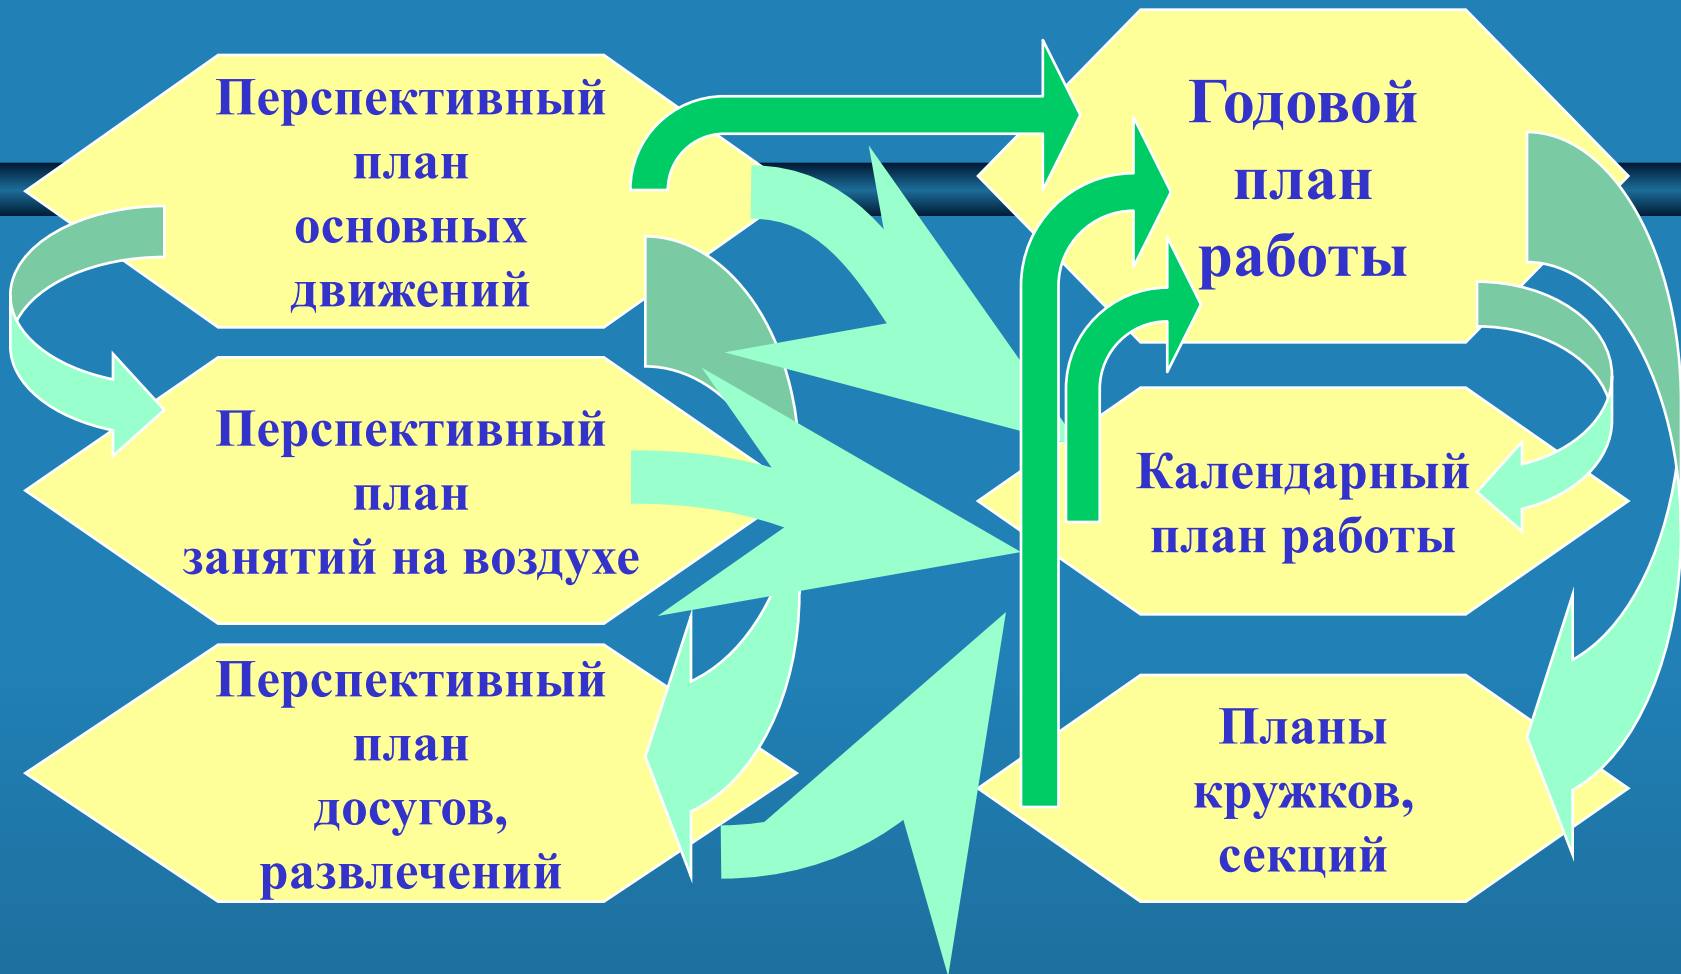 Перспективный
план
основных
движений
Перспективный
план
занятий на воздухе
Перспективный
план
досугов,
развлечений
Годовой
план
работы
Календарный
план работы
Планы
кружков,
секций